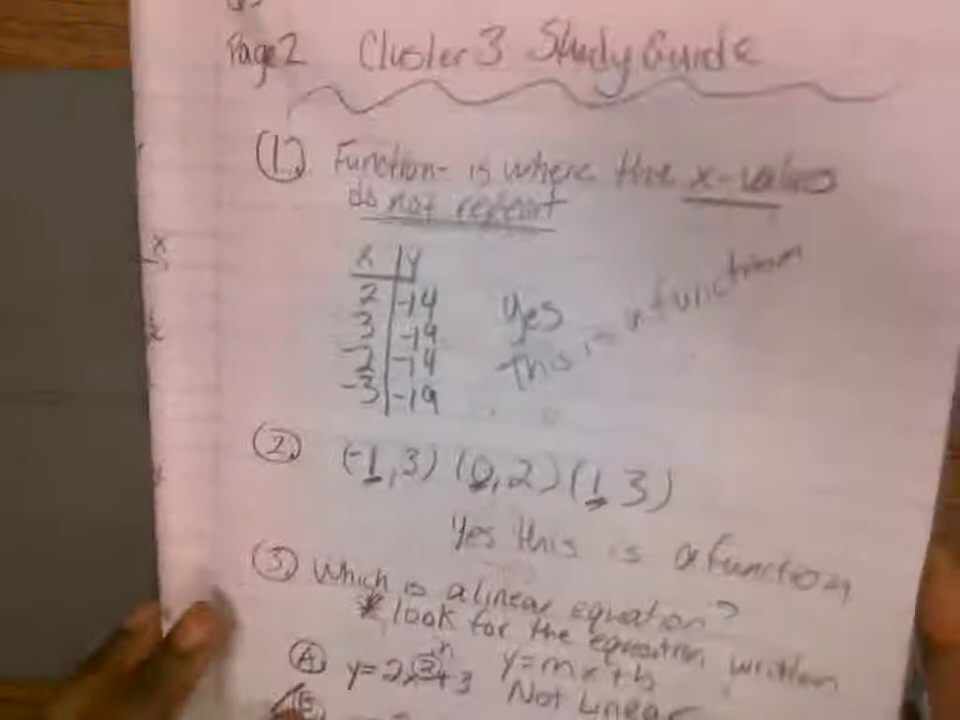 Page 2 Cluster 3 Study Guide
(1) Function - is where the x-values
do not repeat
x y
2 -14
3 -19
-2 -14
-3 -19
Yes
This is a function
(2) (-1,3) (0,2) (1,3)
Yes this is a function
(3) Which is a linear equation?
* look for the equation written
(A) y=2x²+3 y=mx+b
Not Linear